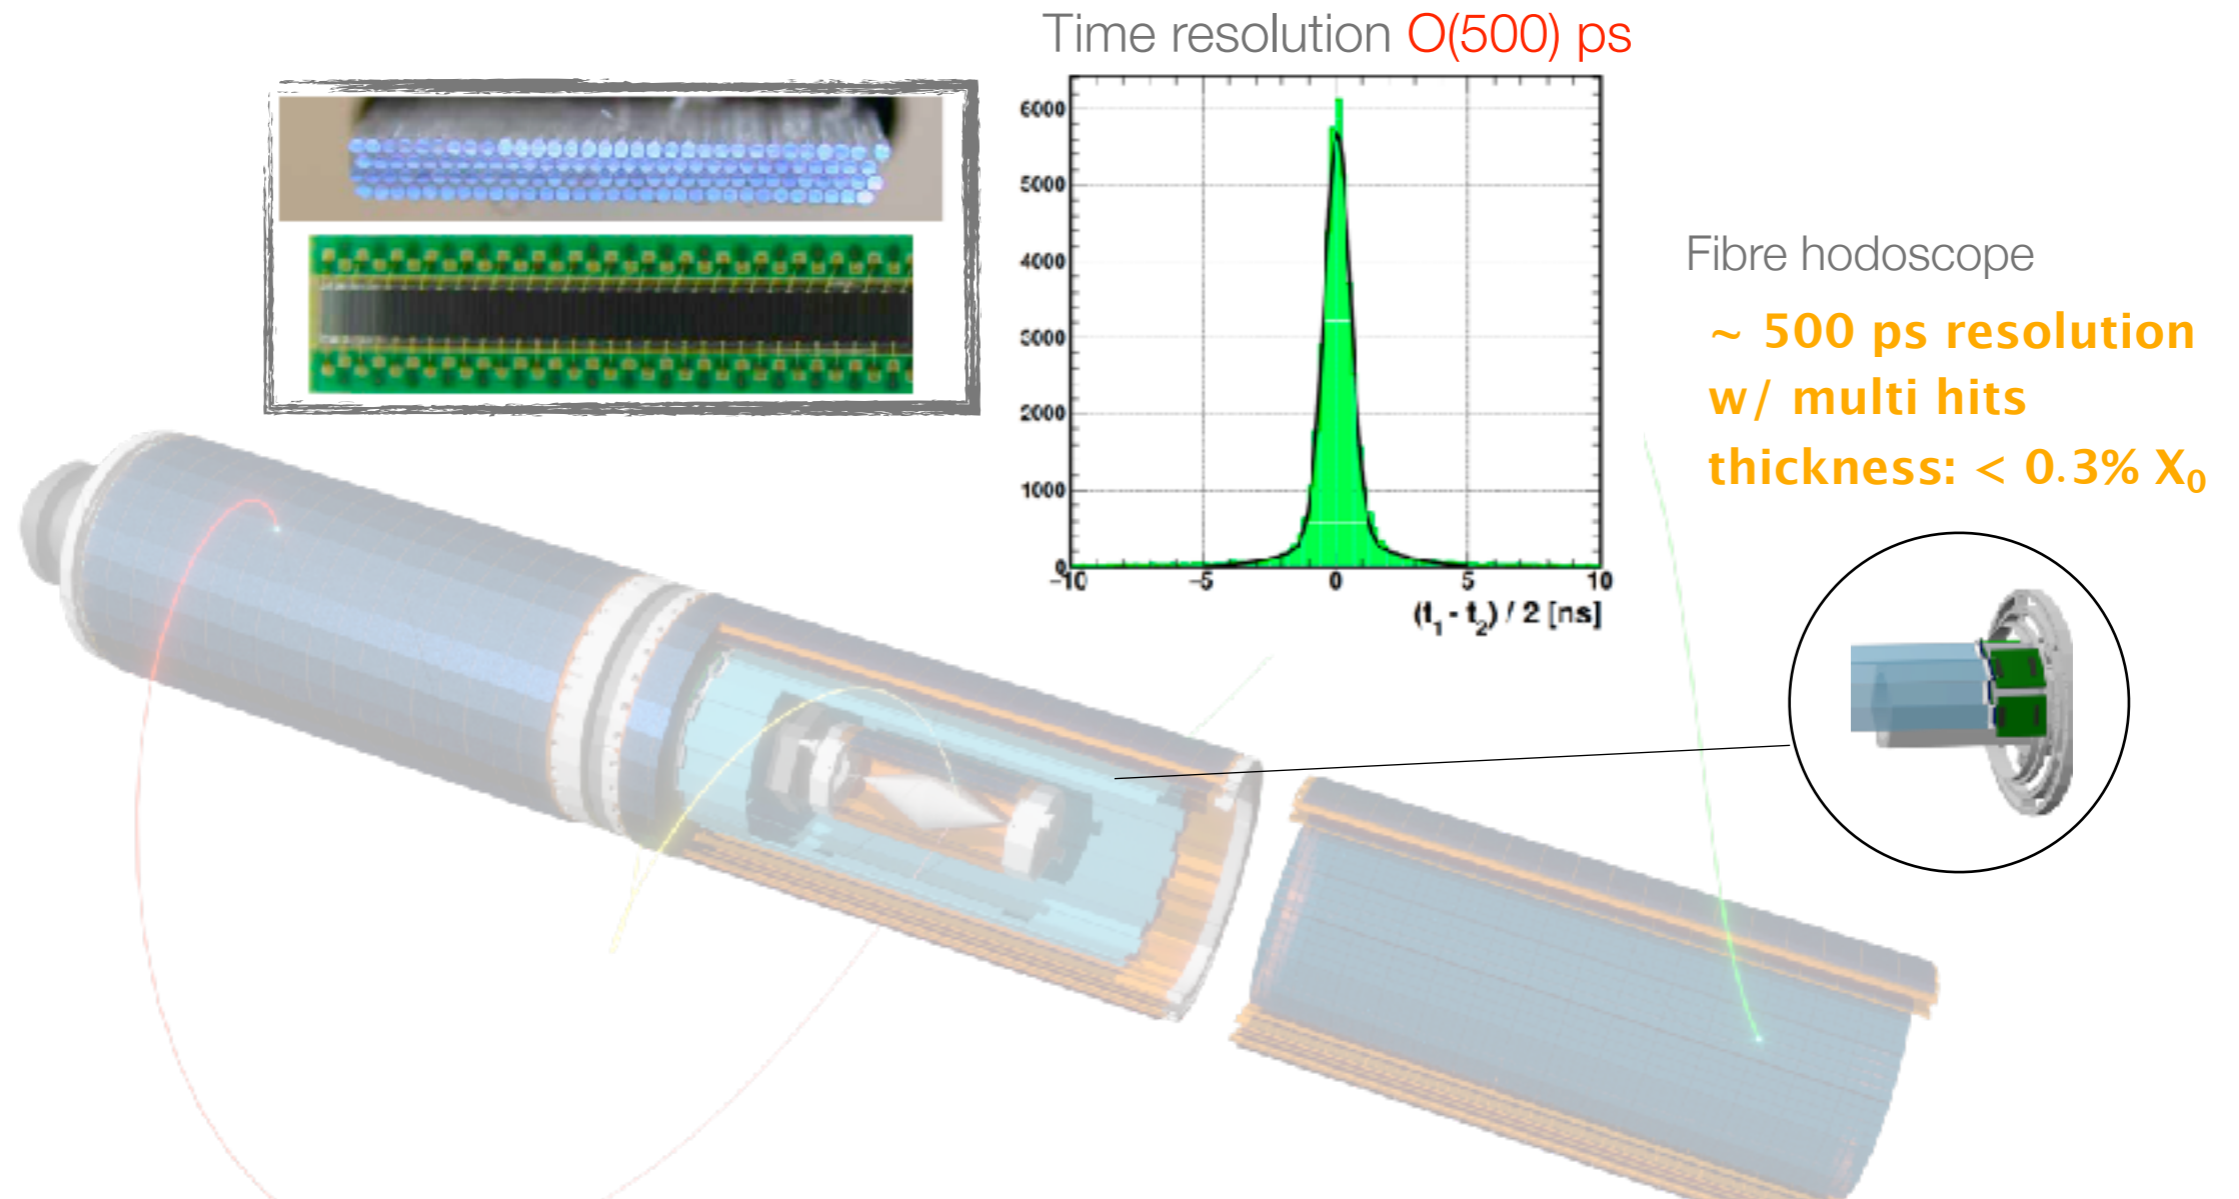 Time resolution O(500) ps
6000
5000
4000
3000
2000
1000
0
-10 -5 0 5 10
(t1 - t2) / 2 [ns]
Fibre hodoscope
~ 500 ps resolution
w/ multi hits
thickness: < 0.3% X0